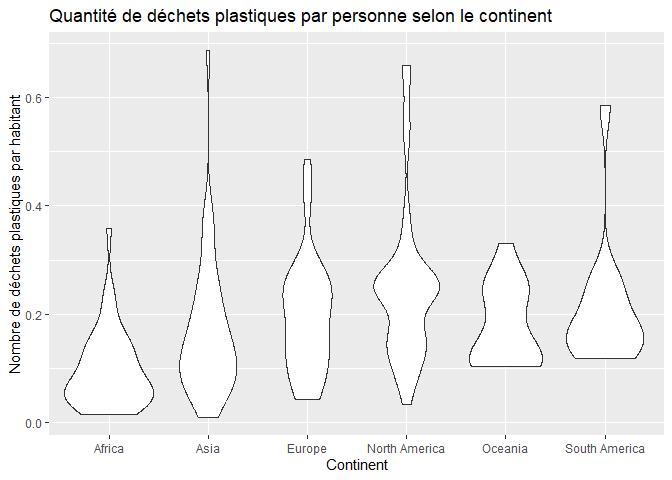 Quantité de déchets plastiques par personne selon le continent
Nombre de déchets plastiques par habitant
0.6
0.4
0.2
0.0
Africa
Asia
Europe
North America
Oceania
South America
Continent